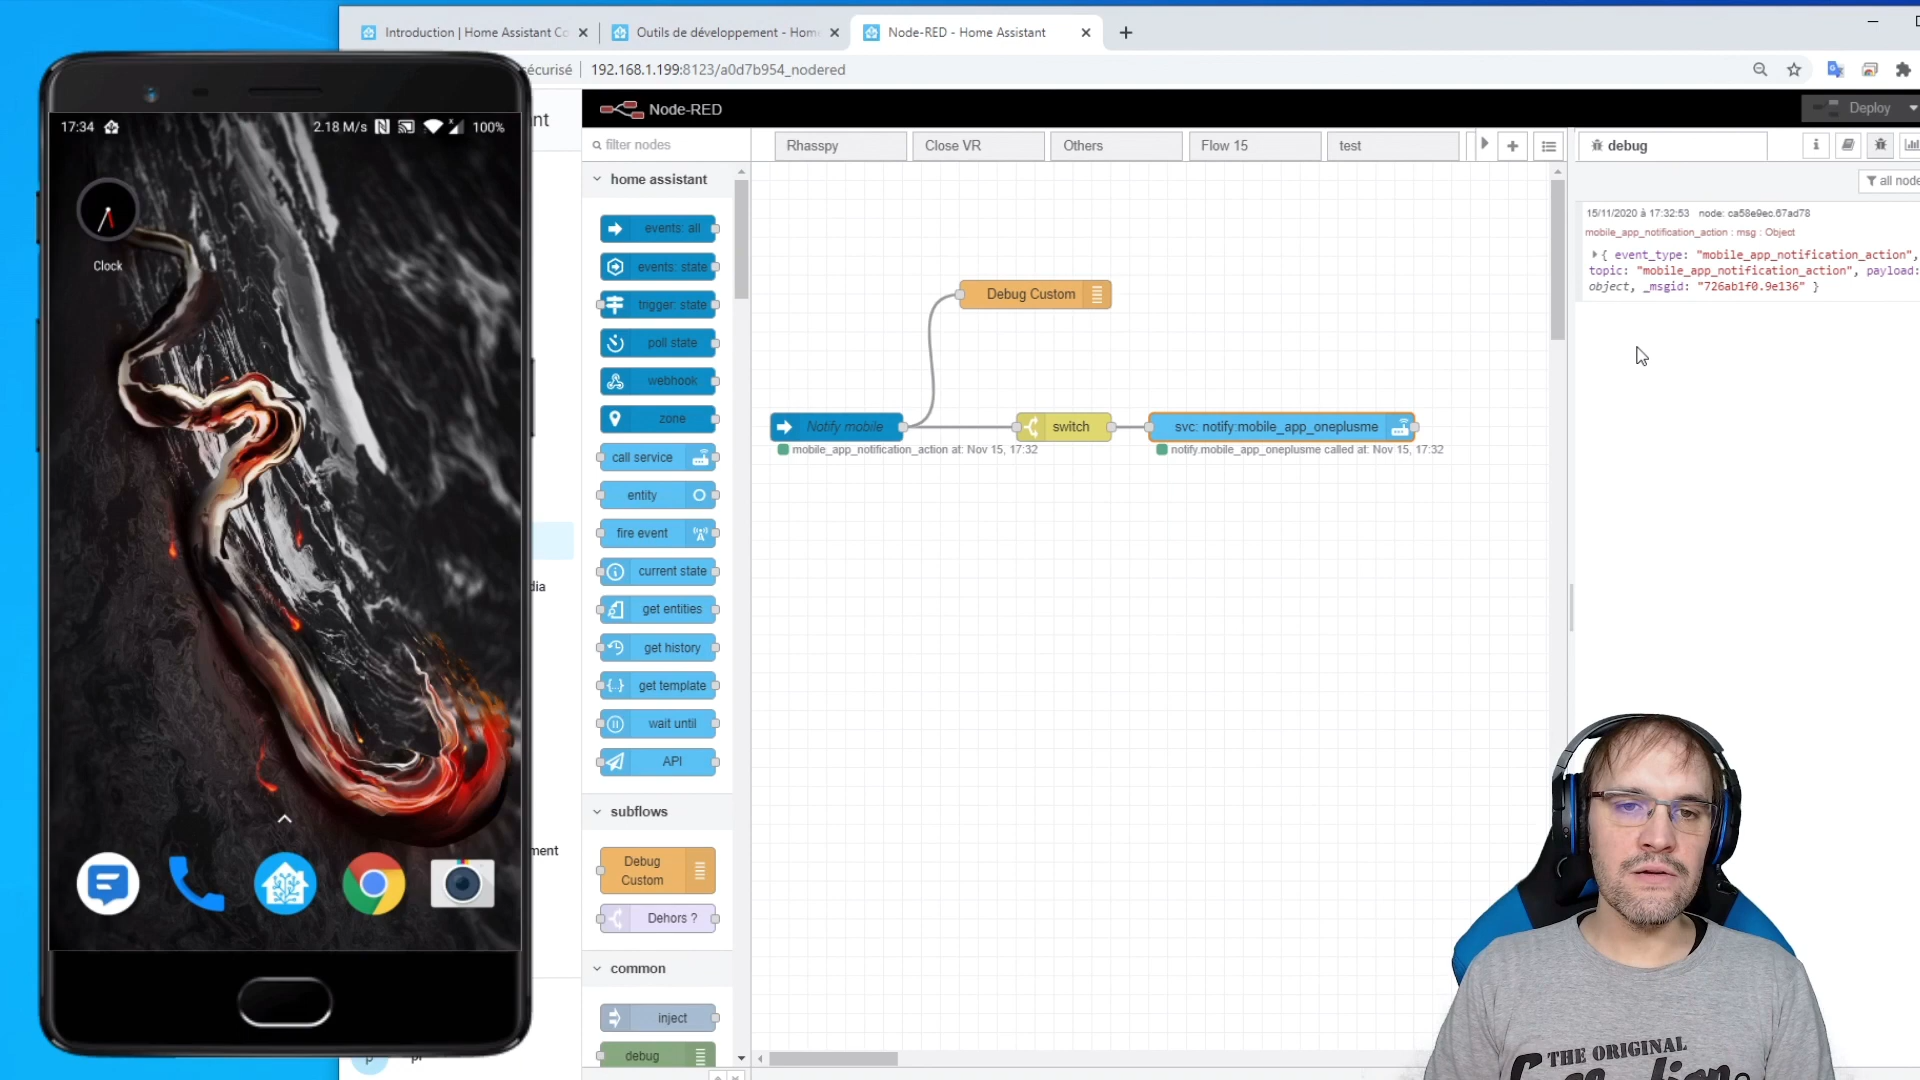 Introduction | Home Assistant Co
Outils de développement - Home
Node-RED - Home Assistant
sécurisé
192.168.1.199:8123/a0d7b954_nodered
nt
Node-RED
Deploy
filter nodes
Rhasspy
Close VR
Others
Flow 15
test
debug
all node
home assistant
events: all
events: state
trigger: state
poll state
webhook
zone
call service
entity
fire event
current state
get entities
get history
get template
wait until
API
subflows
Debug
Custom
Dehors ?
common
inject
debug
Debug Custom
Notify mobile
mobile_app_notification_action at: Nov 15, 17:32
switch
svc: notify:mobile_app_oneplusme
notify.mobile_app_oneplusme called at: Nov 15, 17:32
15/11/2020 à 17:32:53 node: ca58e9ec.67ad78
mobile_app_notification_action : msg : Object
{ event_type: "mobile_app_notification_action",
topic: "mobile_app_notification_action", payload:
object, _msgid: "726ab1f0.9e136" }
17:34
2.18 M/s
100%
Clock
dia
ment
THE ORIGINAL